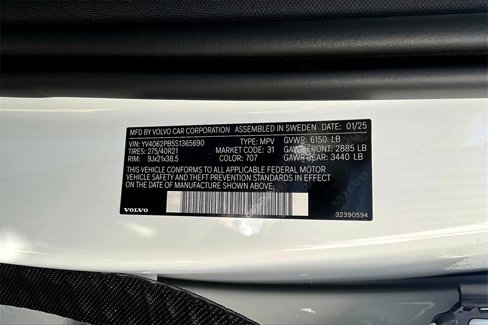 MFD BY VOLVO CAR CORPORATION ASSEMBLED IN SWEDEN DATE: 01/25
VIN: YV4062PB5S1365690 TYPE: MPV GVWR: 6150 LB
TIRES: 275/40R21 MARKET CODE: 31 GAWR FRONT: 2885 LB
RIM: 9Jx21x38.5 COLOR: 707 GAWR REAR: 3440 LB
THIS VEHICLE CONFORMS TO ALL APPLICABLE FEDERAL MOTOR
VEHICLE SAFETY AND THEFT PREVENTION STANDARDS IN EFFECT
ON THE DATE OF MANUFACTURE SHOWN ABOVE.
VOLVO 32390594